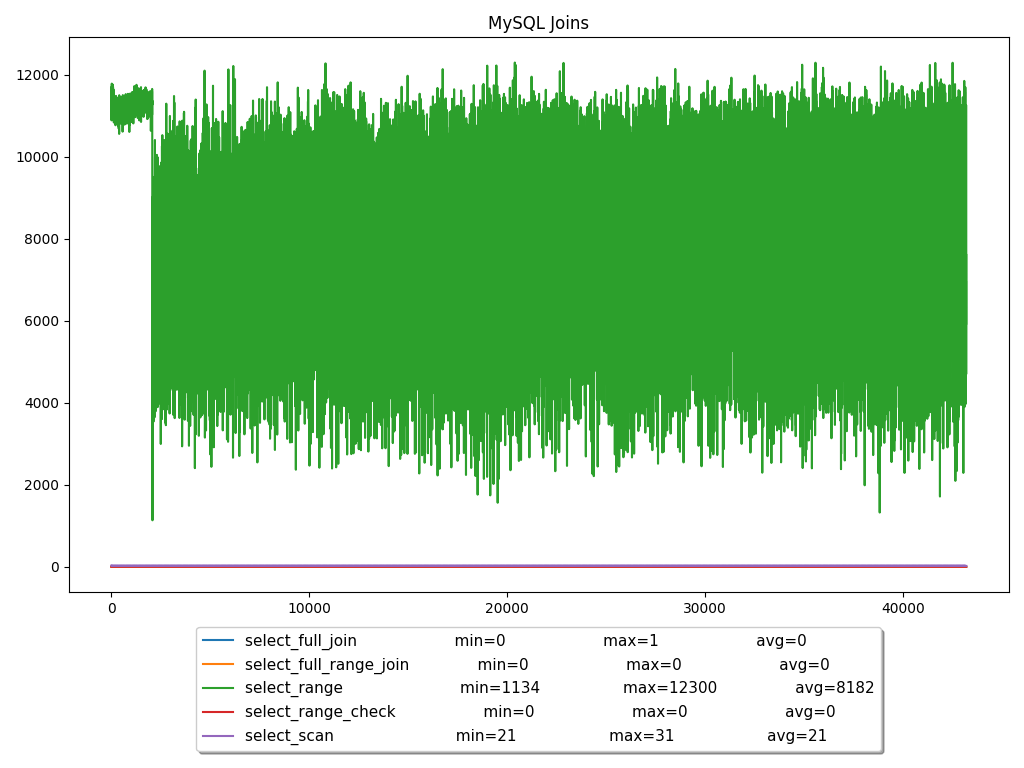 MySQL Joins
12000
10000
8000
6000
4000
2000
0
0 10000 20000 30000 40000
select_full_join min=0 max=1 avg=0
select_full_range_join min=0 max=0 avg=0
select_range min=1134 max=12300 avg=8182
select_range_check min=0 max=0 avg=0
select_scan min=21 max=31 avg=21